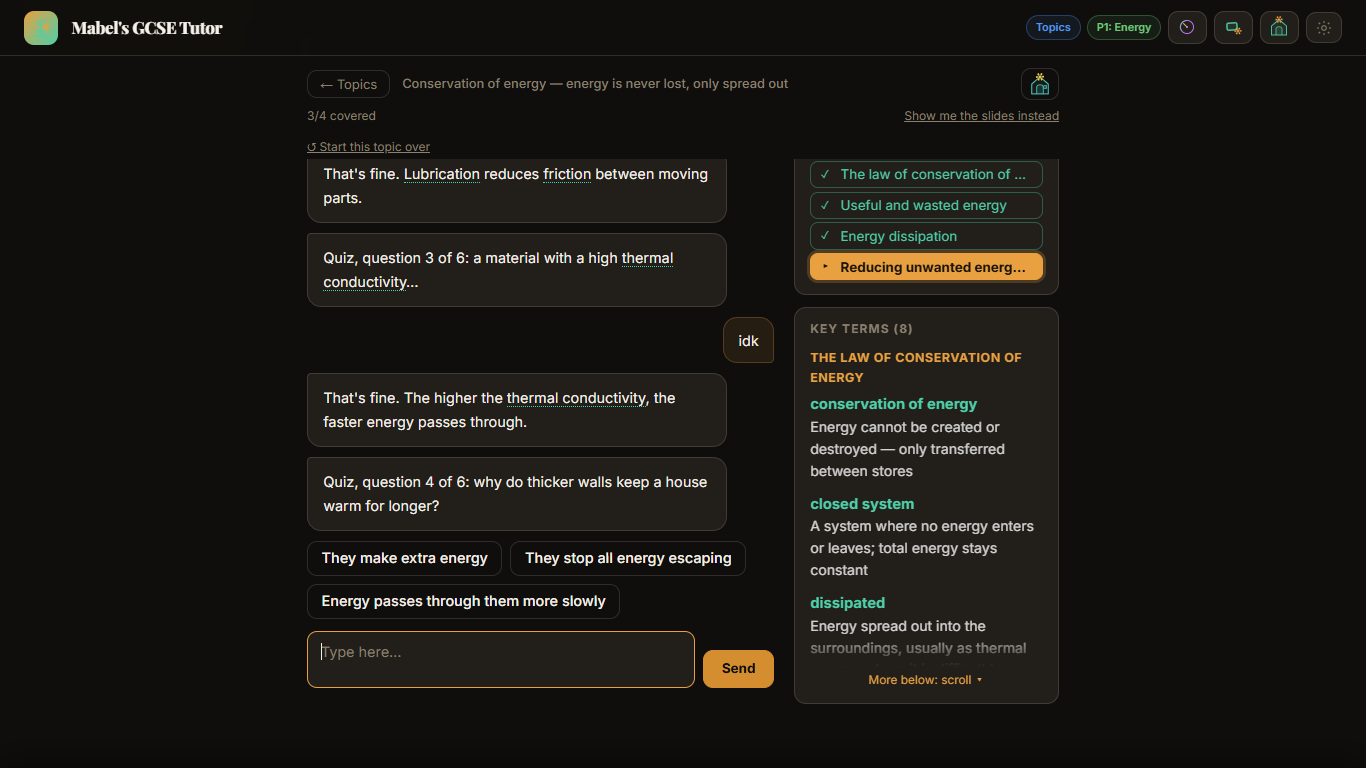 Mabel's GCSE Tutor
Topics
P1: Energy
← Topics
Conservation of energy — energy is never lost, only spread out
3/4 covered
Show me the slides instead
↺ Start this topic over
That's fine. Lubrication reduces friction between moving
parts.
Quiz, question 3 of 6: a material with a high thermal
conductivity...
idk
That's fine. The higher the thermal conductivity, the
faster energy passes through.
Quiz, question 4 of 6: why do thicker walls keep a house
warm for longer?
They make extra energy
They stop all energy escaping
Energy passes through them more slowly
Type here...
Send
✓ The law of conservation of ...
✓ Useful and wasted energy
✓ Energy dissipation
‣ Reducing unwanted energ...
KEY TERMS (8)
THE LAW OF CONSERVATION OF
ENERGY
conservation of energy
Energy cannot be created or
destroyed — only transferred
between stores
closed system
A system where no energy enters
or leaves; total energy stays
constant
dissipated
Energy spread out into the
surroundings, usually as thermal
More below: scroll ▾